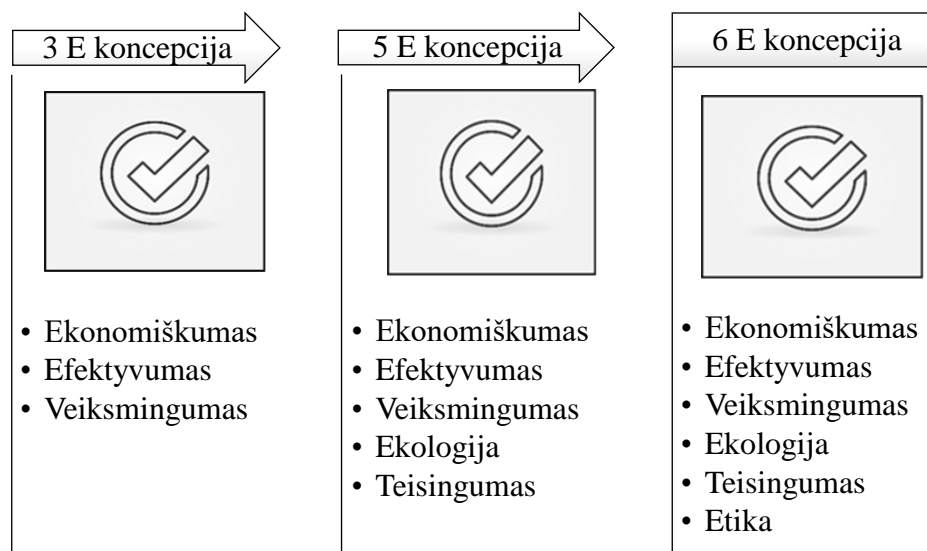 3 E koncepcija
• Ekonomiškumas
• Efektyvumas
• Veiksmingumas
5 E koncepcija
• Ekonomiškumas
• Efektyvumas
• Veiksmingumas
• Ekologija
• Teisingumas
6 E koncepcija
• Ekonomiškumas
• Efektyvumas
• Veiksmingumas
• Ekologija
• Teisingumas
• Etika